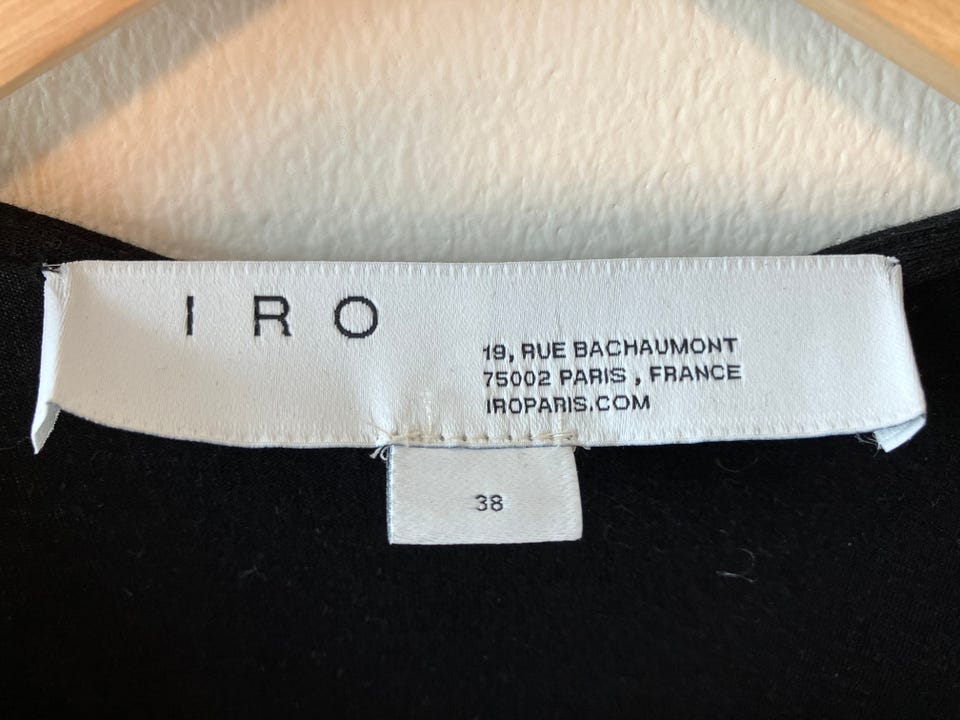 I R O
19, RUE BACHAUMONT
75002 PARIS , FRANCE
IROPARIS.COM
38